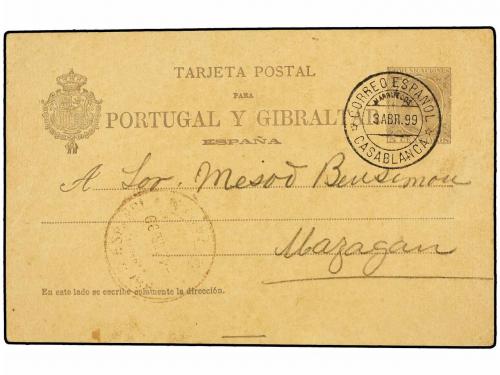 TARJETA POSTAL
PARA
PORTUGAL Y GIBRALTAR
ESPAÑA
CORREO ESPAÑOL
MARRUECOS
3 ABR. 99
CASABLANCA
A Sor. Mesod Bensimon
Mazagan
En este lado se escribe solamente la dirección.